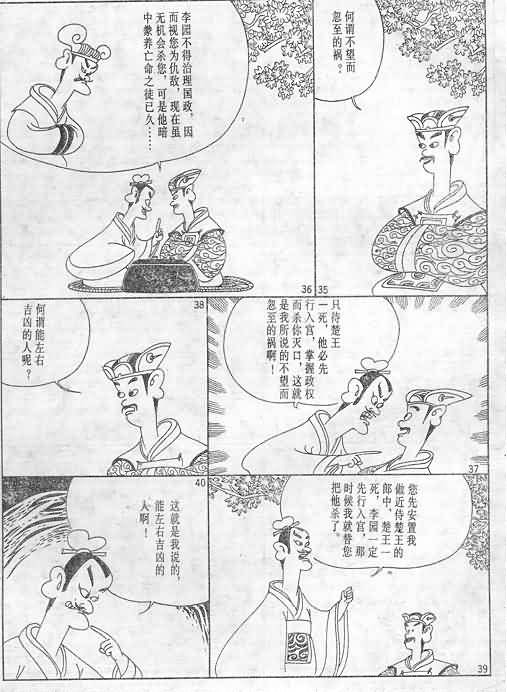 何谓不望而
忽至的祸?
35
李园不得治理国政,因
而视您为仇敌,现在虽
无机会杀您,可是他暗
中豢养亡命之徒已久……
36
只待楚王
一死,他必先
行入宫,掌握政权
而杀你灭口,这就
是我所说的不望而
忽至的祸啊!
37
何谓能左右
吉凶的人呢?
38
您先安置我
做近侍楚王的
郎中,楚王一
死,李园一定
先行入宫,那
时候我就替您
把他杀了。
39
这就是我说的,
能左右吉凶的
人啊!
40